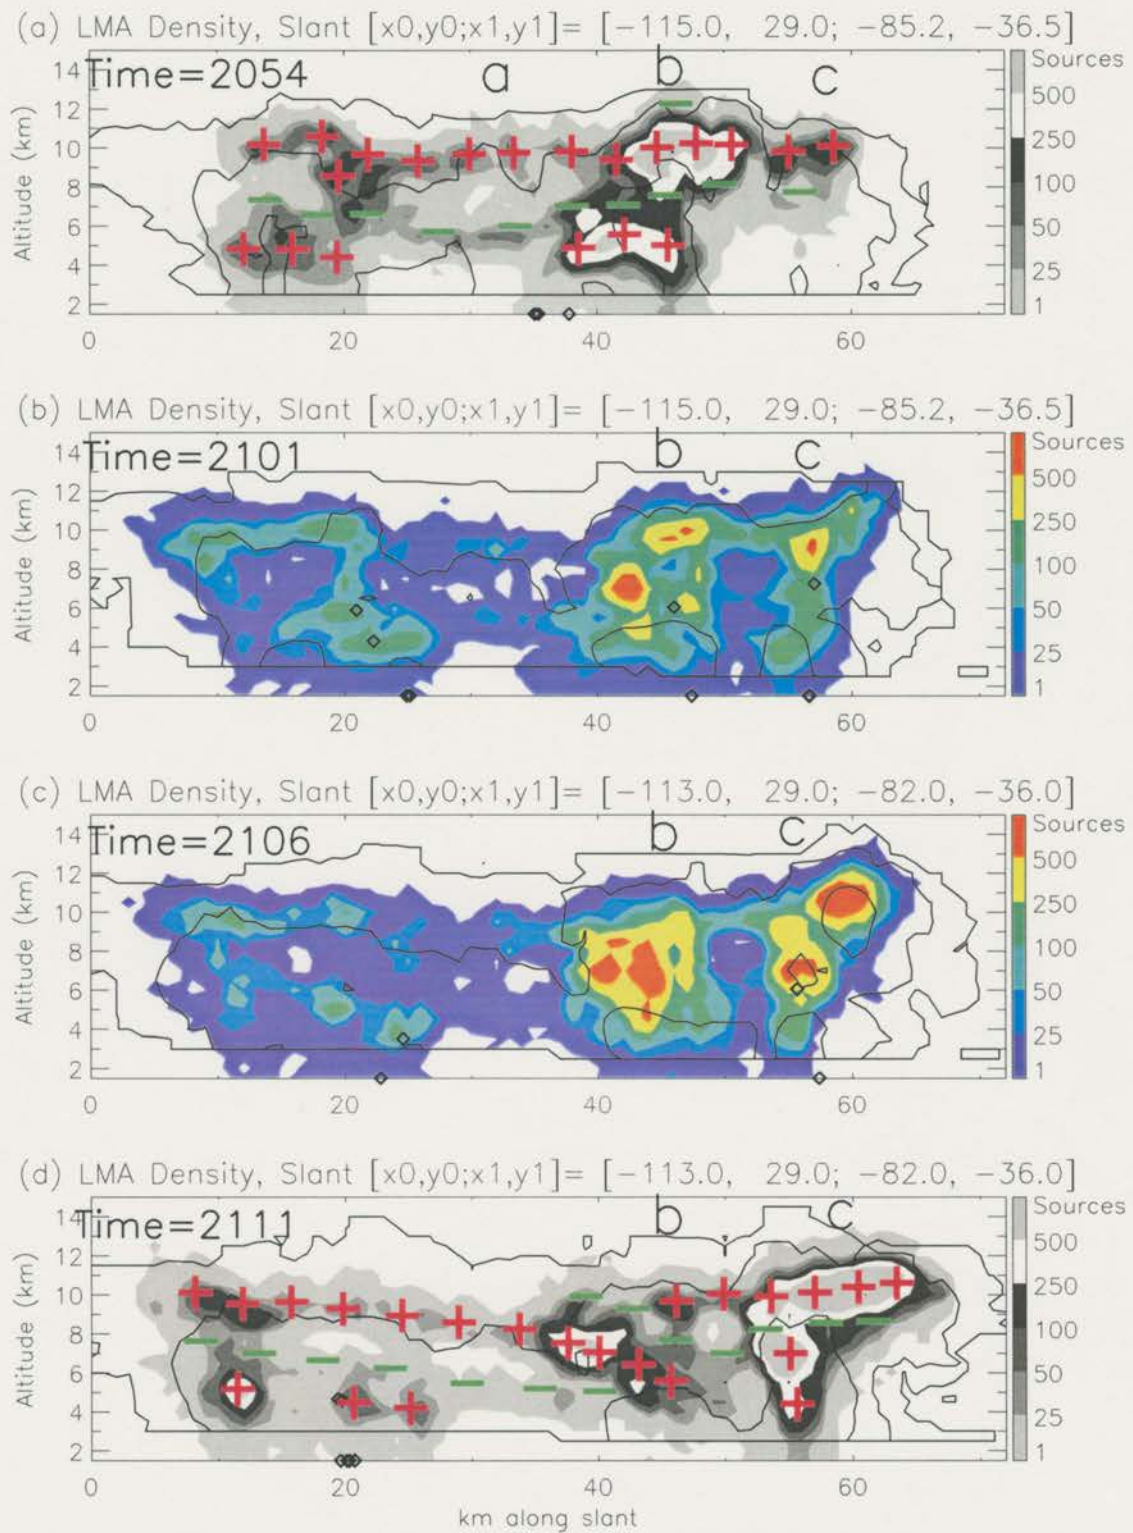 (a) LMA Density, Slant [x0,y0;x1,y1]= [-115.0, 29.0; -85.2, -36.5]
Time=2054
a
b
c
Sources
500
250
100
50
25
1
14
12
10
8
6
4
2
Altitude (km)
0 20 40 60
(b) LMA Density, Slant [x0,y0;x1,y1]= [-115.0, 29.0; -85.2, -36.5]
Time=2101
b
c
Sources
500
250
100
50
25
1
14
12
10
8
6
4
2
Altitude (km)
0 20 40 60
(c) LMA Density, Slant [x0,y0;x1,y1]= [-113.0, 29.0; -82.0, -36.0]
Time=2106
b
c
Sources
500
250
100
50
25
1
14
12
10
8
6
4
2
Altitude (km)
0 20 40 60
(d) LMA Density, Slant [x0,y0;x1,y1]= [-113.0, 29.0; -82.0, -36.0]
Time=2111
b
c
Sources
500
250
100
50
25
1
14
12
10
8
6
4
2
Altitude (km)
0 20 40 60
km along slant